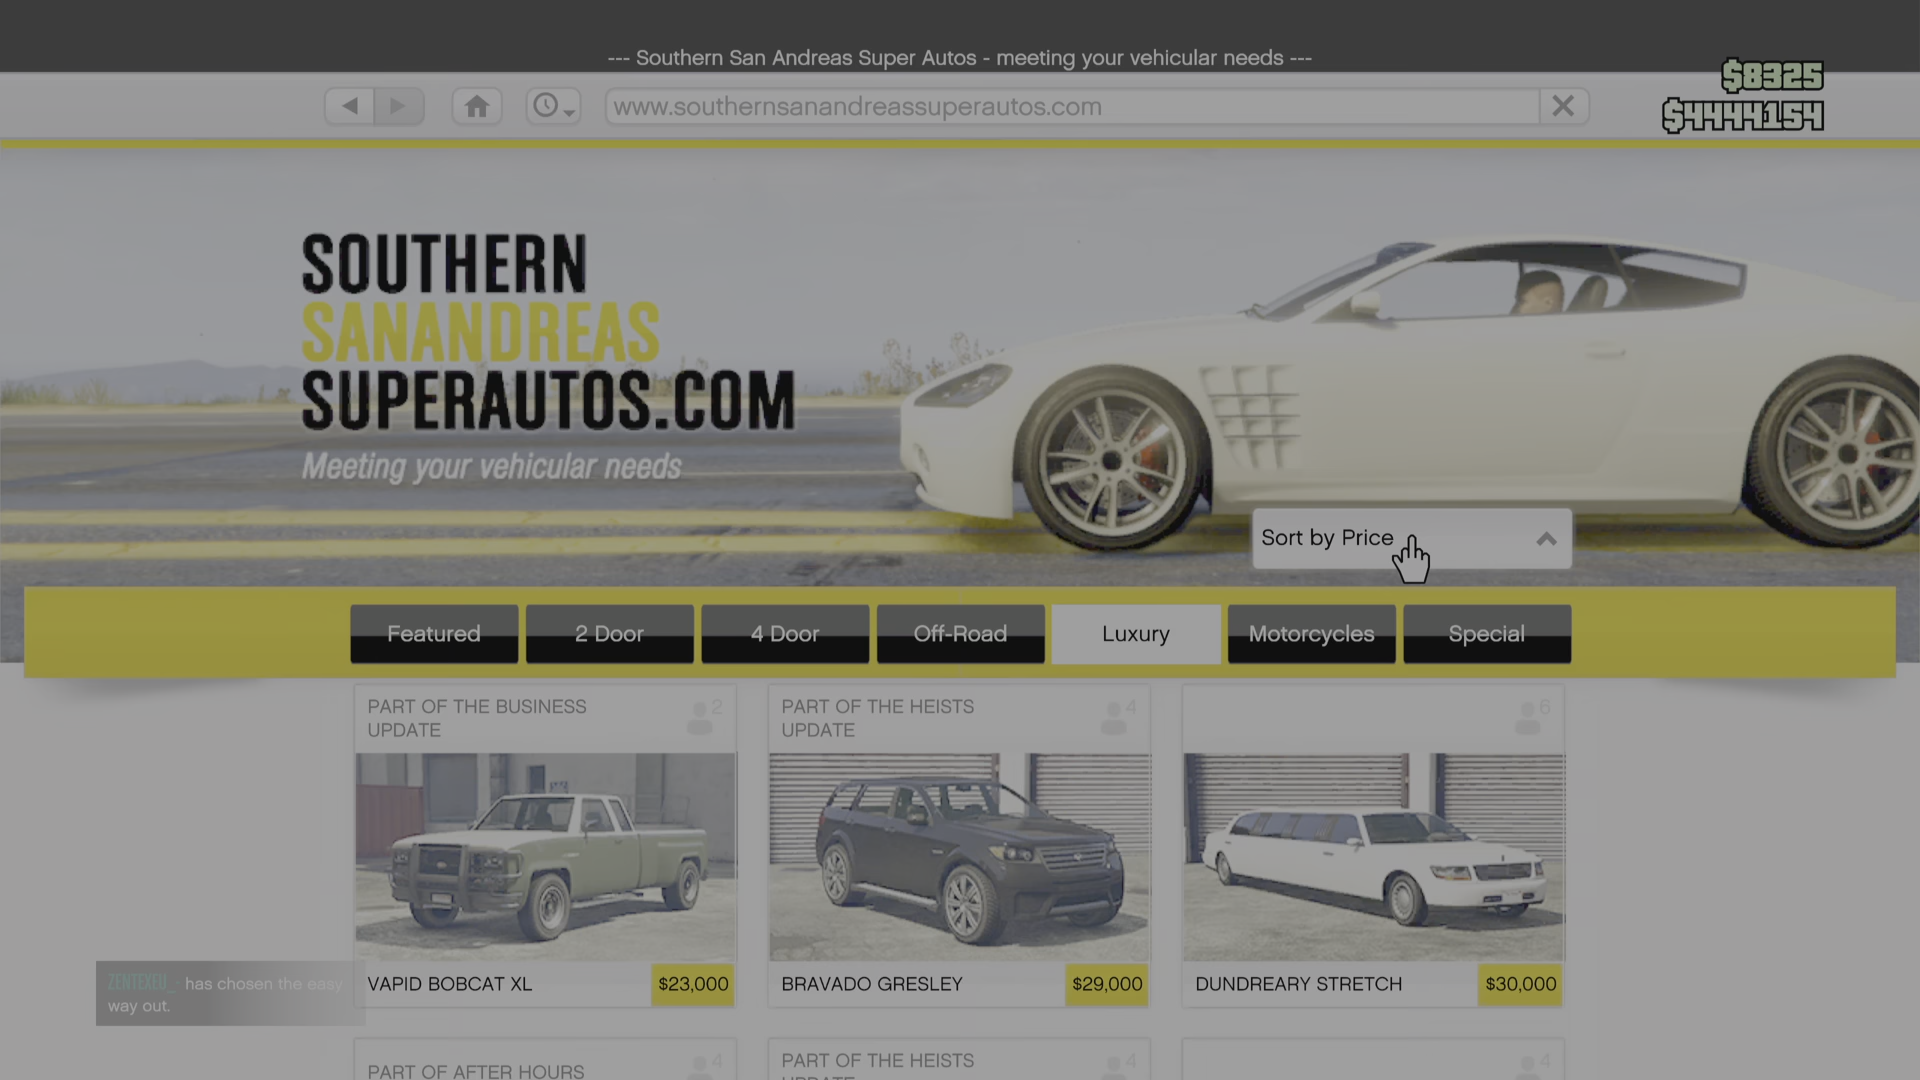 --- Southern San Andreas Super Autos - meeting your vehicular needs ---
$8325
www.southernsanandreassuperautos.com
$4444154
SOUTHERN
SANANDREAS
SUPERAUTOS.COM
Meeting your vehicular needs
Sort by Price
Featured
2 Door
4 Door
Off-Road
Luxury
Motorcycles
Special
PART OF THE BUSINESS
UPDATE
2
PART OF THE HEISTS
UPDATE
4
6
VAPID BOBCAT XL
$23,000
BRAVADO GRESLEY
$29,000
DUNDREARY STRETCH
$30,000
has chosen the easy
way out.
PART OF AFTER HOURS
4
PART OF THE HEISTS
UPDATE
4
4